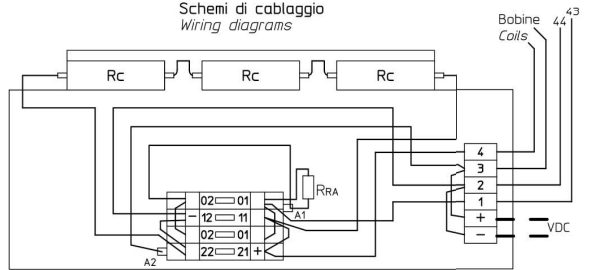 Schemi di cablaggio
Wiring diagrams
Bobine 44 43
Coils
Rc Rc Rc
4
3
2
1
+
−
VDC
RRA
A1
02 01
− 12 11
02 01
22 21 +
A2